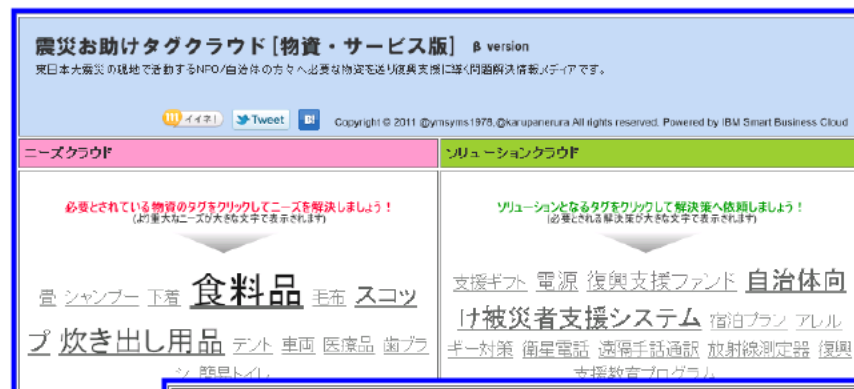 震災お助けタグクラウド［物資・サービス版］ β version
東日本大震災の現地で活動するNPO/自治体の方々へ必要な物資を送り復興支援に導く問題解決情報メディアです。
イイネ! Tweet B! Copyright © 2011 @ymsyms1978,@karupanerura All rights reserved. Powered by IBM Smart Business Cloud
ニーズクラウド
ソリューションクラウド
必要とされている物資のタグをクリックしてニーズを解決しましょう！
(より重大なニーズが大きな文字で表示されます)
畳 シャンプー 下着 食料品 毛布 スコッ
プ 炊き出し用品 テント 車両 医療品 歯ブラ
シ 簡易トイレ
ソリューションとなるタグをクリックして解決策へ依頼しましょう！
(必要とされる解決策が大きな文字で表示されます)
支援ギフト 電源 復興支援ファンド 自治体向
け被災者支援システム 宿泊プラン アレル
ギー対策 衛星電話 遠隔手話通訳 放射線測定器 復興
支援教育プログラム